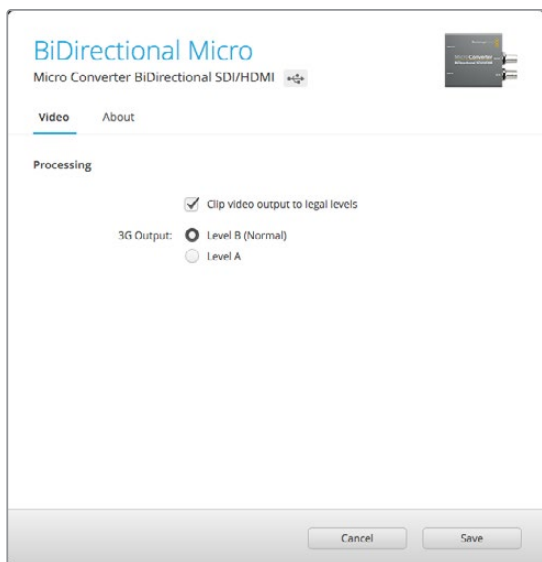 BiDirectional Micro
Micro Converter BiDirectional SDI/HDMI
Video About
Processing
Clip video output to legal levels
3G Output: Level B (Normal)
Level A
Cancel Save